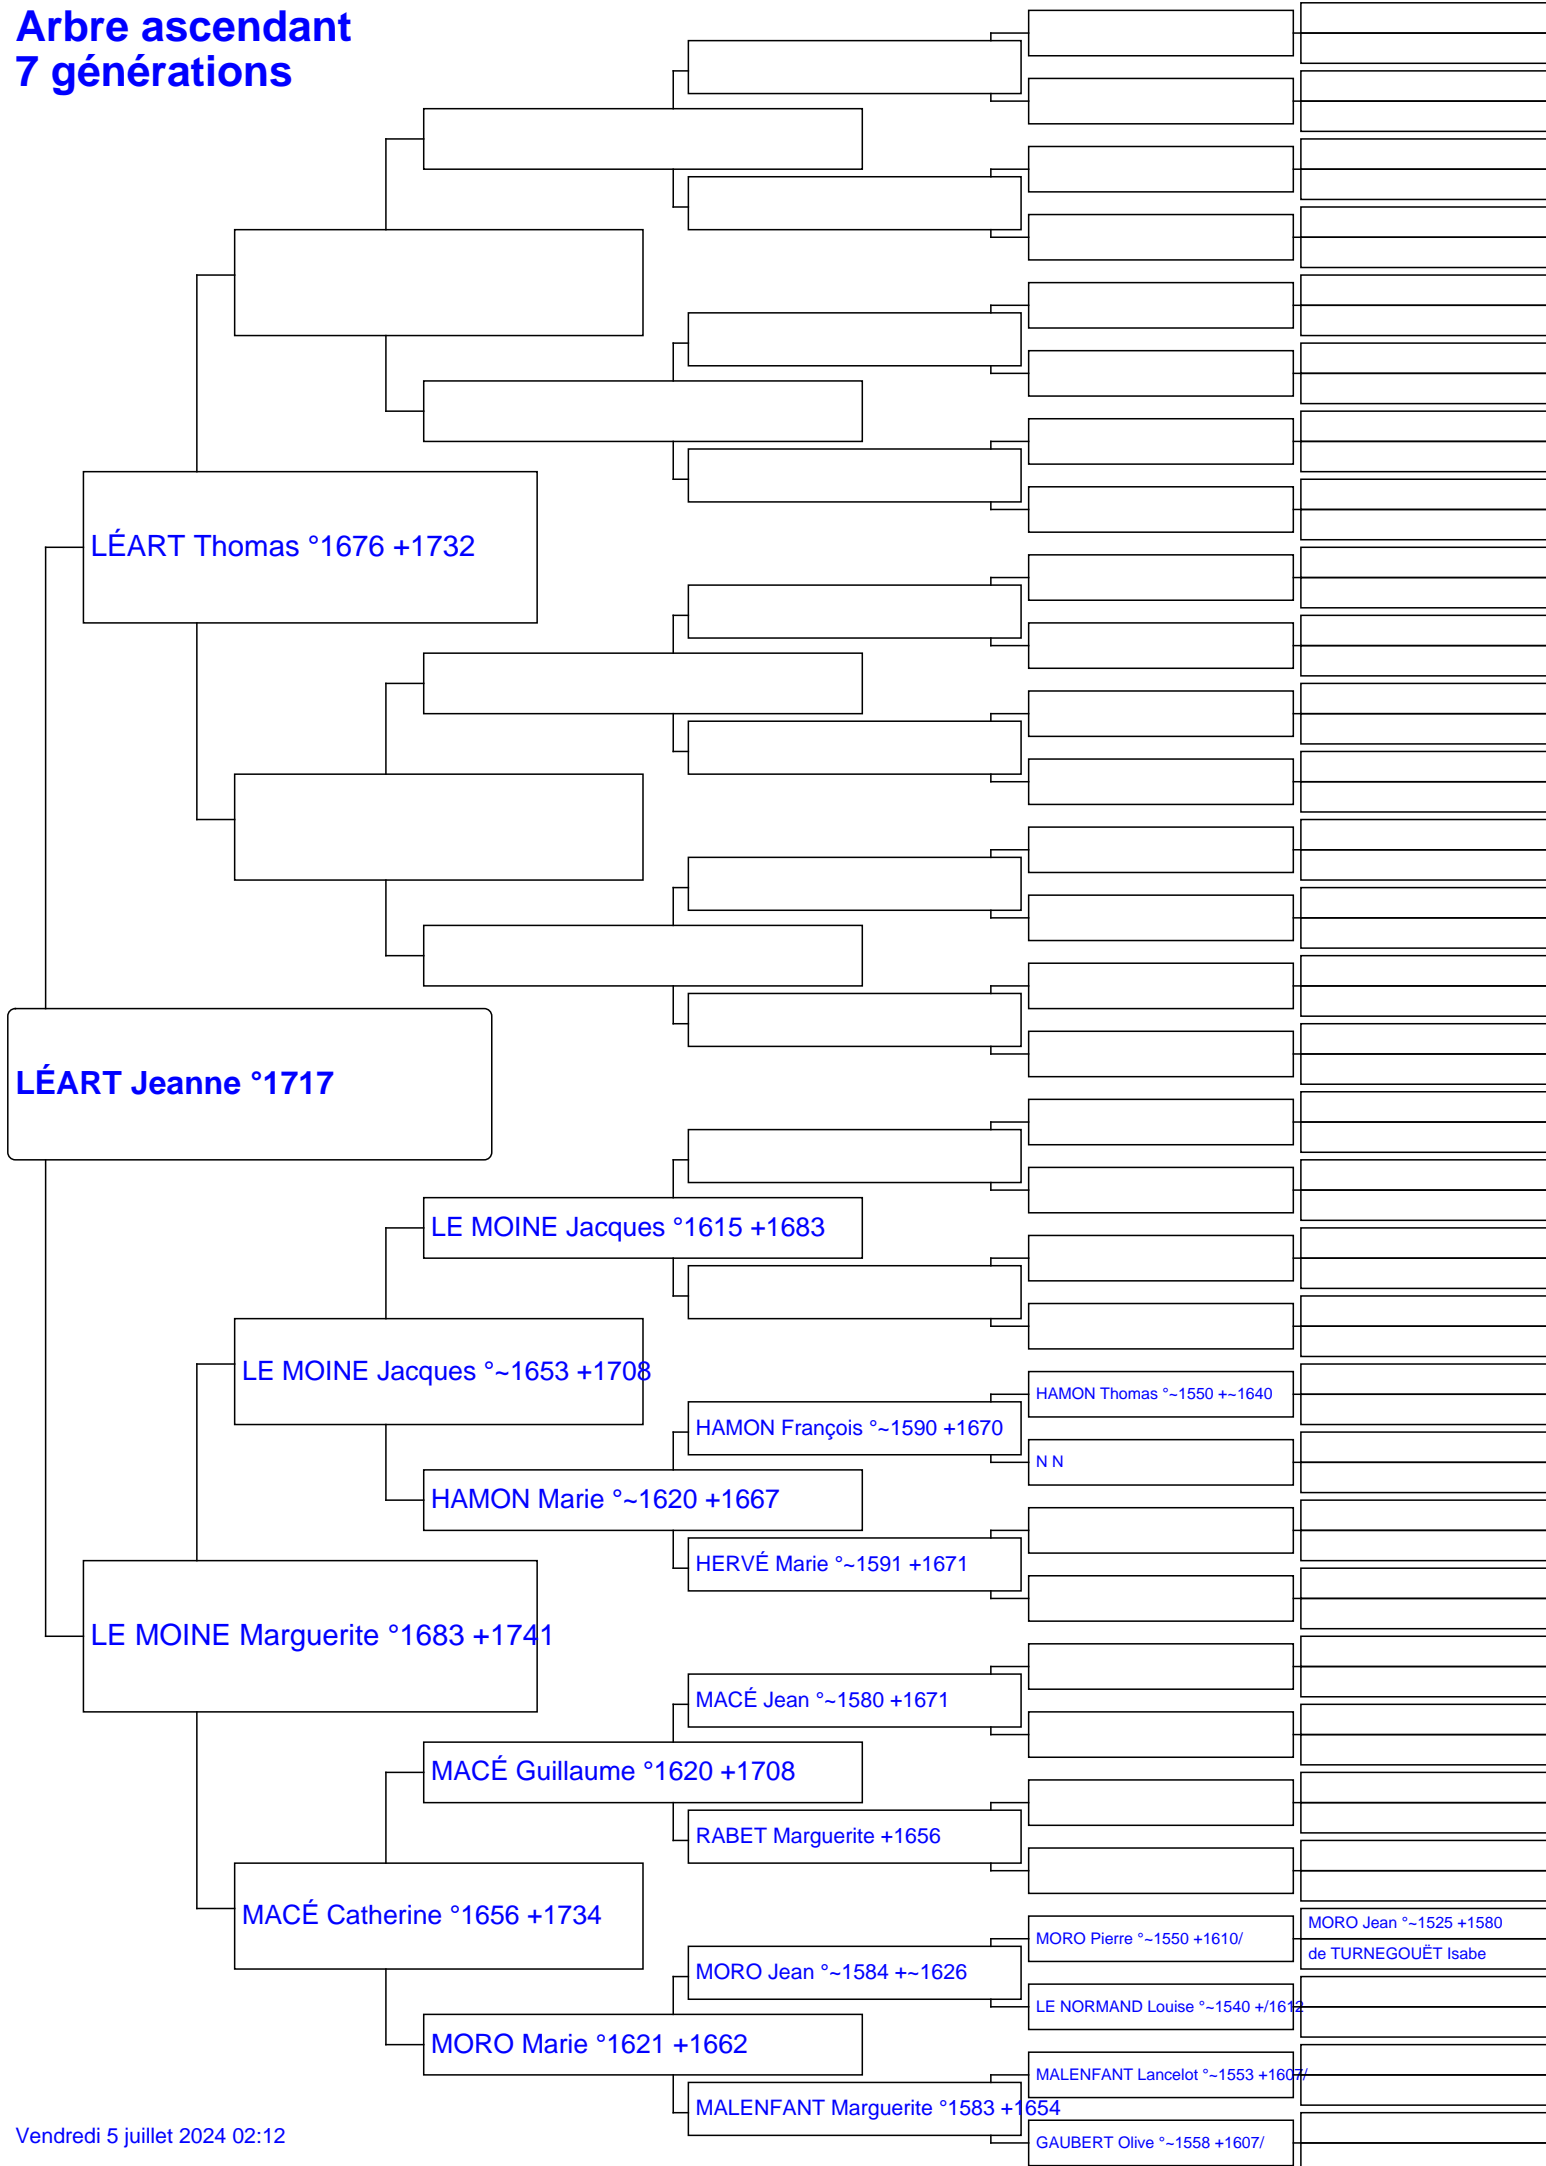 Arbre ascendant
7 générations
LÉART Thomas °1676 +1732
LÉART Jeanne °1717
LE MOINE Jacques °1615 +1683
LE MOINE Jacques °~1653 +1708
HAMON Thomas °~1550 +~1640
HAMON François °~1590 +1670
N N
HAMON Marie °~1620 +1667
HERVÉ Marie °~1591 +1671
LE MOINE Marguerite °1683 +1741
MACÉ Jean °~1580 +1671
MACÉ Guillaume °1620 +1708
RABET Marguerite +1656
MACÉ Catherine °1656 +1734
MORO Jean °~1525 +1580
MORO Pierre °~1550 +1610/
de TURNEGOUËT Isabe
MORO Jean °~1584 +~1626
LE NORMAND Louise °~1540 +/1612
MORO Marie °1621 +1662
MALENFANT Lancelot °~1553 +1607/
MALENFANT Marguerite °1583 +1654
GAUBERT Olive °~1558 +1607/
Vendredi 5 juillet 2024 02:12